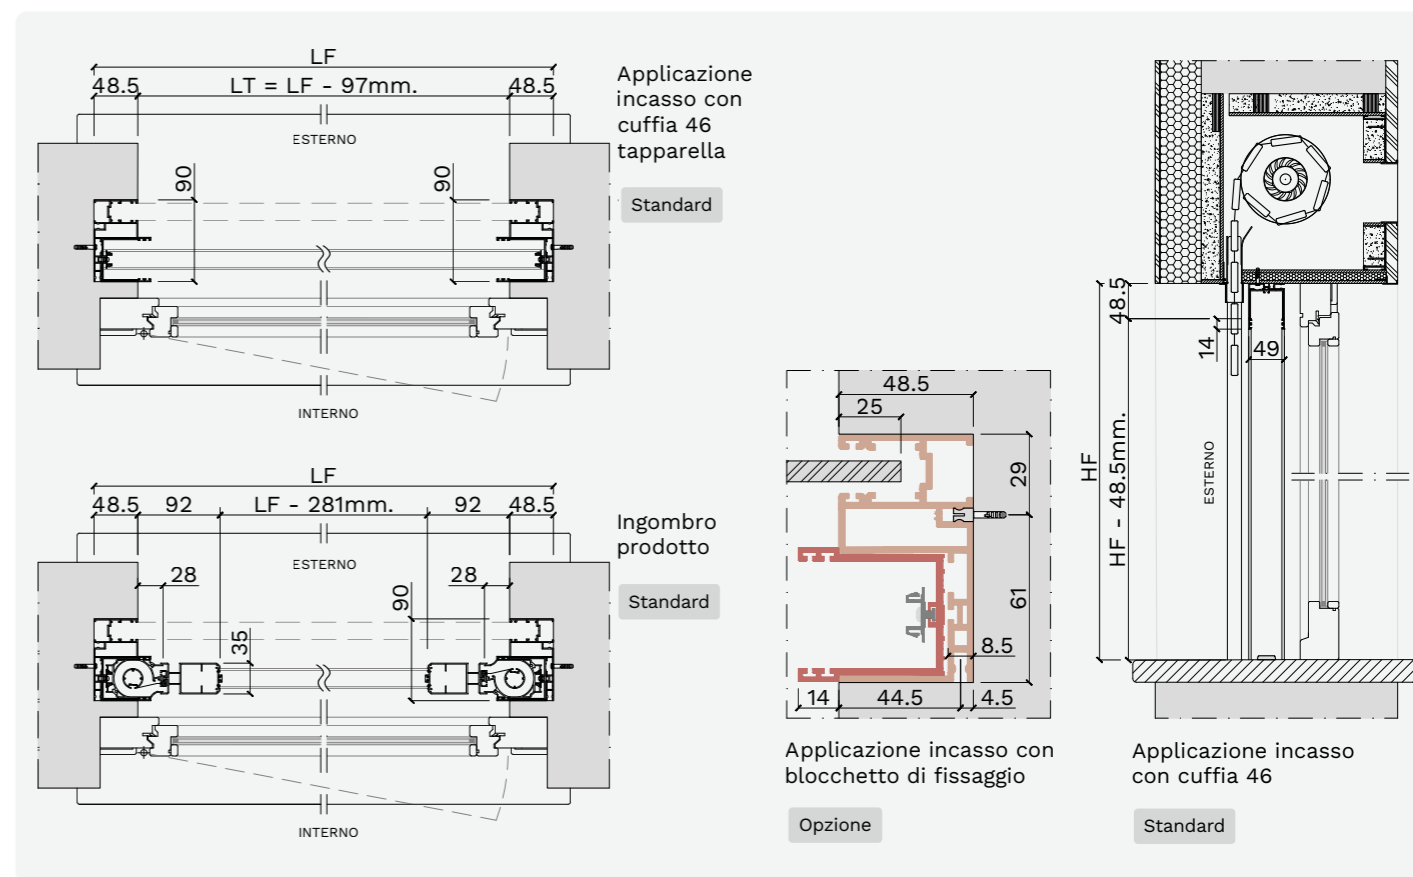 LF
48.5 LT = LF - 97mm. 48.5
ESTERNO
90 90
INTERNO
Applicazione
incasso con
cuffia 46
tapparella
Standard
LF
48.5 92 LF - 281mm. 92 48.5
ESTERNO
28 28
90
35
INTERNO
Ingombro
prodotto
Standard
48.5
25
29
61
8.5
14 44.5 4.5
Applicazione incasso con
blocchetto di fissaggio
Opzione
48.5
14 49
HF
HF - 48.5mm.
ESTERNO
Applicazione incasso
con cuffia 46
Standard